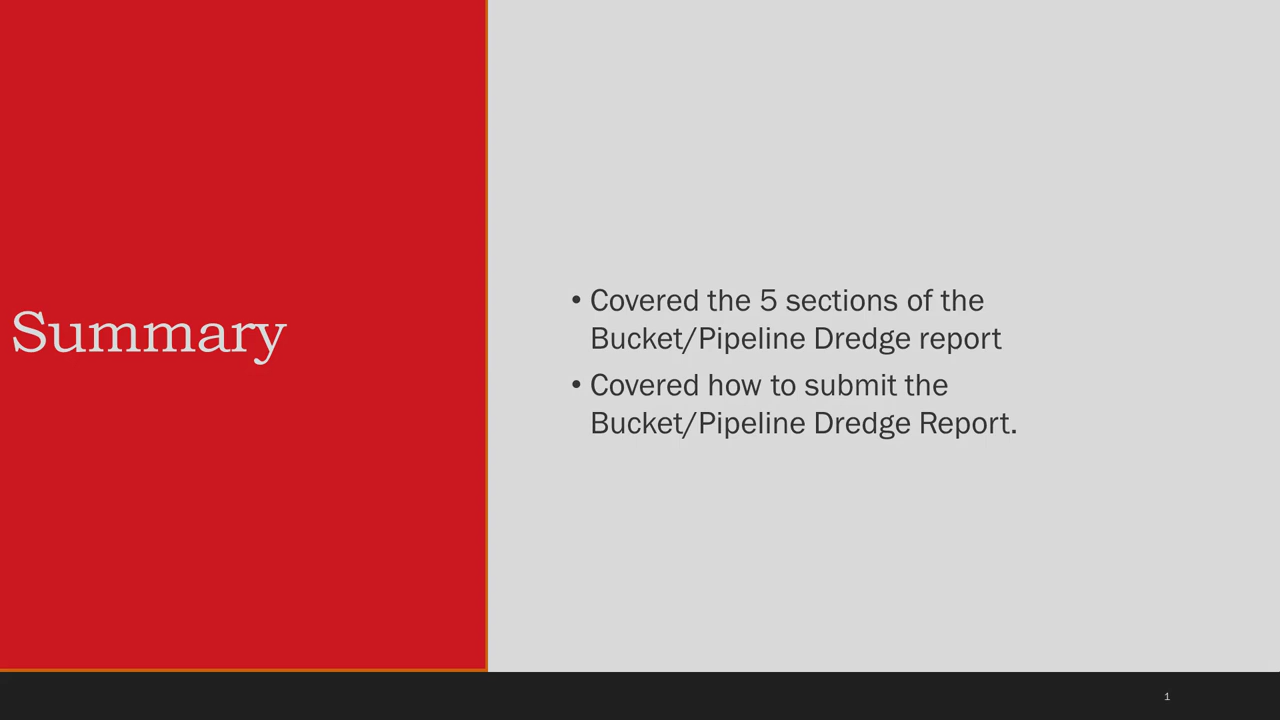 Summary
• Covered the 5 sections of the
Bucket/Pipeline Dredge report
• Covered how to submit the
Bucket/Pipeline Dredge Report.
1